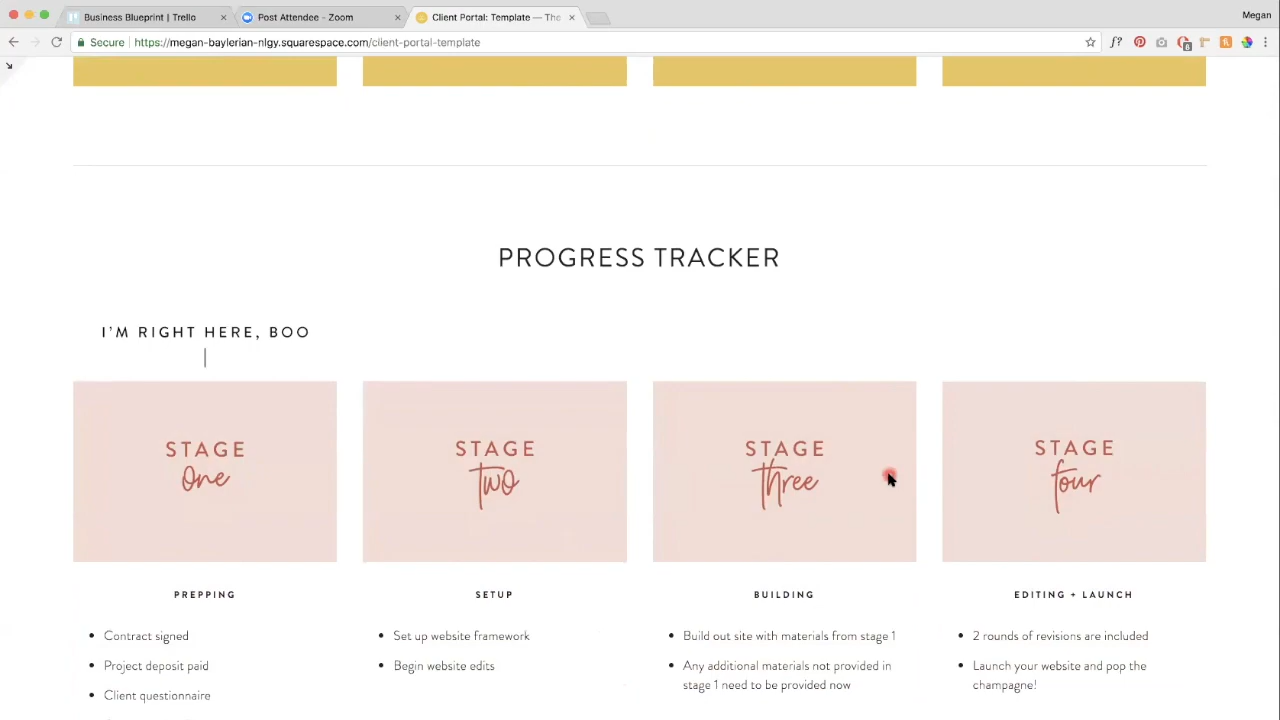 Business Blueprint | Trello
Post Attendee - Zoom
Client Portal: Template — The
Megan
Secure
https://megan-baylerian-nlgy.squarespace.com/client-portal-template
f?
PROGRESS TRACKER
I'M RIGHT HERE, BOO
STAGE
one
STAGE
two
STAGE
three
STAGE
four
PREPPING
SETUP
BUILDING
EDITING + LAUNCH
• Contract signed
• Project deposit paid
• Client questionnaire
• Set up website framework
• Begin website edits
• Build out site with materials from stage 1
• Any additional materials not provided in
stage 1 need to be provided now
• 2 rounds of revisions are included
• Launch your website and pop the
champagne!